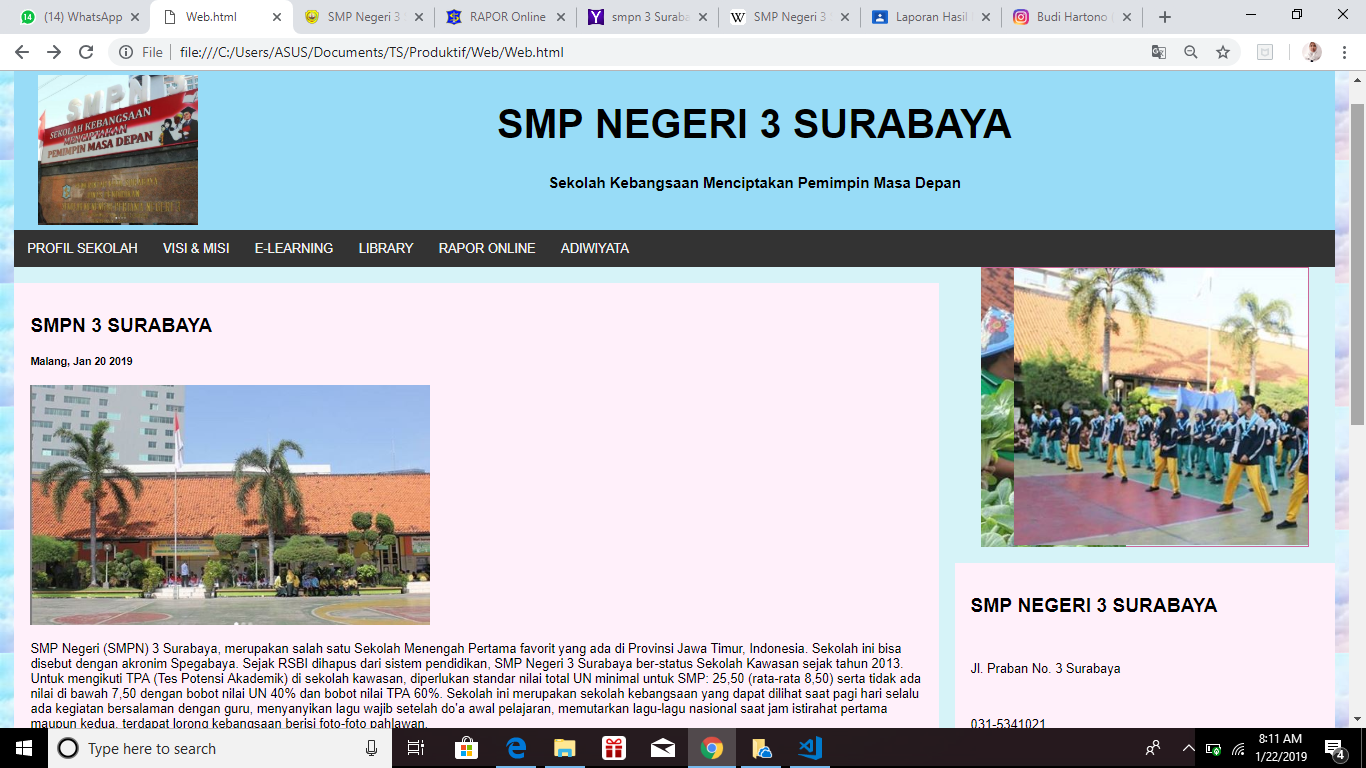 (14) WhatsApp
Web.html
SMP Negeri 3
RAPOR Online
smpn 3 Suraba
SMP Negeri 3
Laporan Hasil
Budi Hartono
File
file:///C:/Users/ASUS/Documents/TS/Produktif/Web/Web.html
SMPN
SEKOLAH KEBANGSAAN
MENCIPTAKAN
PEMIMPIN MASA DEPAN
SMP NEGERI 3 SURABAYA
Sekolah Kebangsaan Menciptakan Pemimpin Masa Depan
PROFIL SEKOLAH VISI & MISI E-LEARNING LIBRARY RAPOR ONLINE ADIWIYATA
SMPN 3 SURABAYA
Malang, Jan 20 2019
SMP Negeri (SMPN) 3 Surabaya, merupakan salah satu Sekolah Menengah Pertama favorit yang ada di Provinsi Jawa Timur, Indonesia. Sekolah ini bisa
disebut dengan akronim Spegabaya. Sejak RSBI dihapus dari sistem pendidikan, SMP Negeri 3 Surabaya ber-status Sekolah Kawasan sejak tahun 2013.
Untuk mengikuti TPA (Tes Potensi Akademik) di sekolah kawasan, diperlukan standar nilai total UN minimal untuk SMP: 25,50 (rata-rata 8,50) serta tidak ada
nilai di bawah 7,50 dengan bobot nilai UN 40% dan bobot nilai TPA 60%. Sekolah ini merupakan sekolah kebangsaan yang dapat dilihat saat pagi hari selalu
ada kegiatan bersalaman dengan guru, menyanyikan lagu wajib setelah do'a awal pelajaran, memutarkan lagu-lagu nasional saat jam istirahat pertama
maupun kedua, terdapat lorong kebangsaan berisi foto-foto pahlawan.
SMP NEGERI 3 SURABAYA
Jl. Praban No. 3 Surabaya
031-5341021
Type here to search
8:11 AM
1/22/2019
4